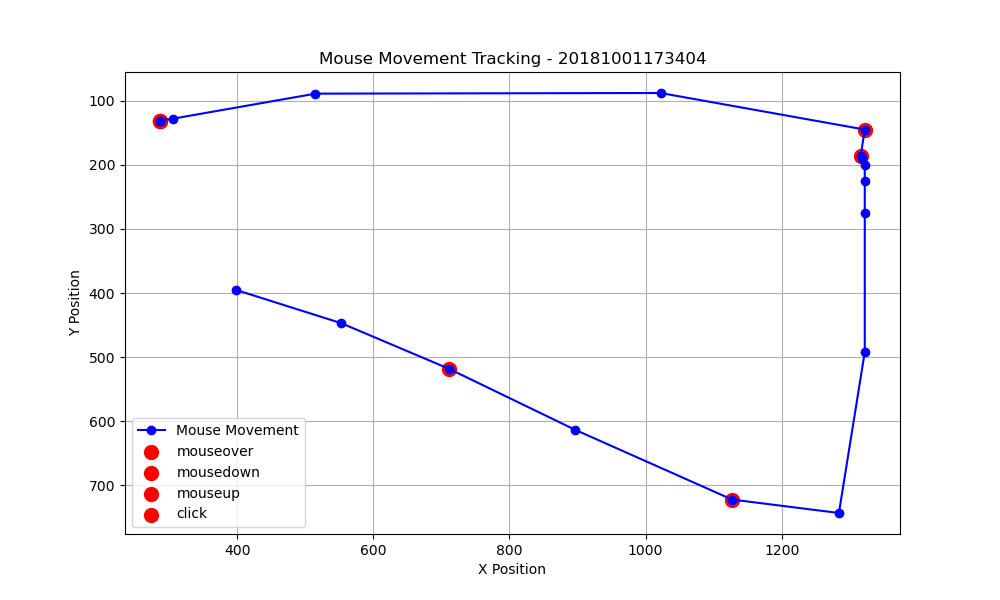 Mouse Movement Tracking - 20181001173404
100
200
300
400
500
600
700
Y Position
Mouse Movement
mouseover
mousedown
mouseup
click
400 600 800 1000 1200
X Position